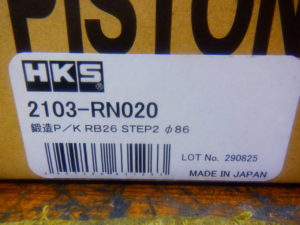 PISTON
HKS
2103-RN020
鍛造P/K RB26 STEP2 φ86
LOT No. 290825
MADE IN JAPAN